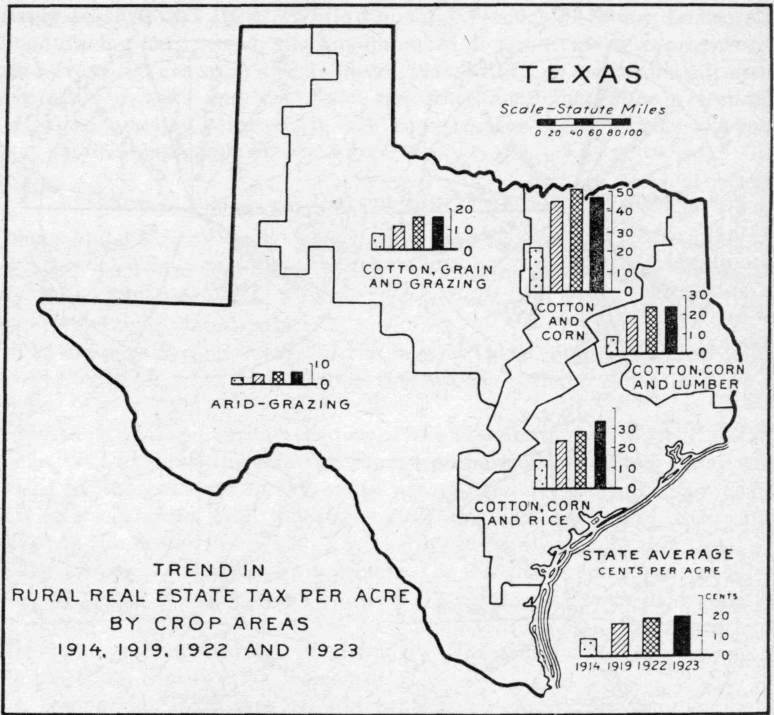 TEXAS
Scale-Statute Miles
0 20 40 60 80 100
20
10
0
COTTON, GRAIN
AND GRAZING
50
40
30
20
10
0
COTTON
AND
CORN
30
20
10
0
COTTON, CORN
AND LUMBER
10
0
ARID-GRAZING
30
20
10
0
COTTON, CORN
AND RICE
STATE AVERAGE
CENTS PER ACRE
CENTS
20
10
0
1914 1919 1922 1923
TREND IN
RURAL REAL ESTATE TAX PER ACRE
BY CROP AREAS
1914, 1919, 1922 AND 1923